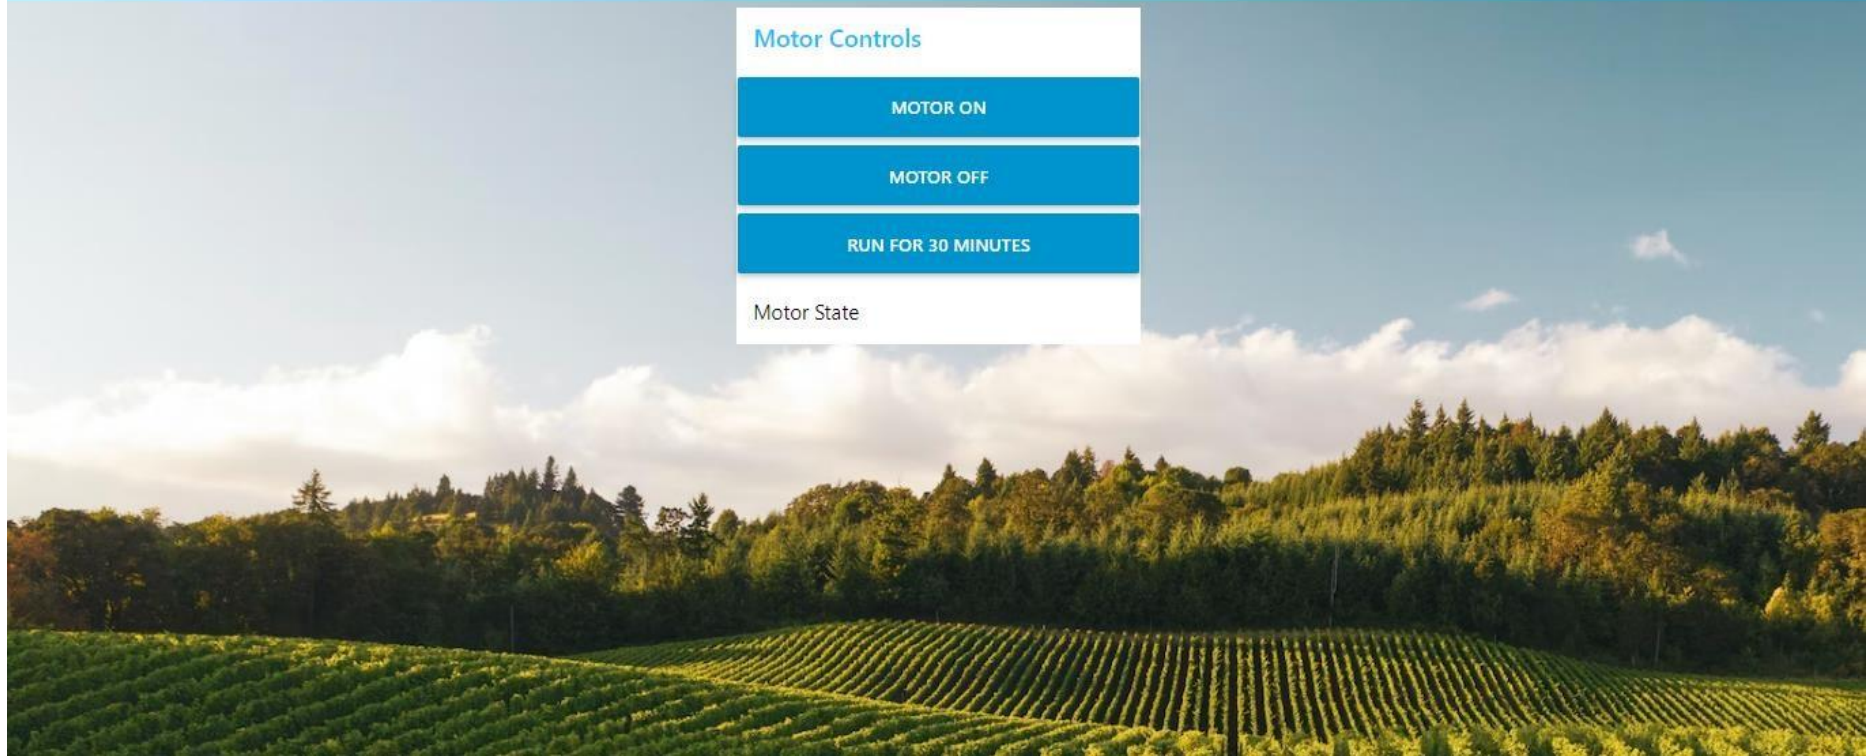 Motor Controls
MOTOR ON
MOTOR OFF
RUN FOR 30 MINUTES
Motor State